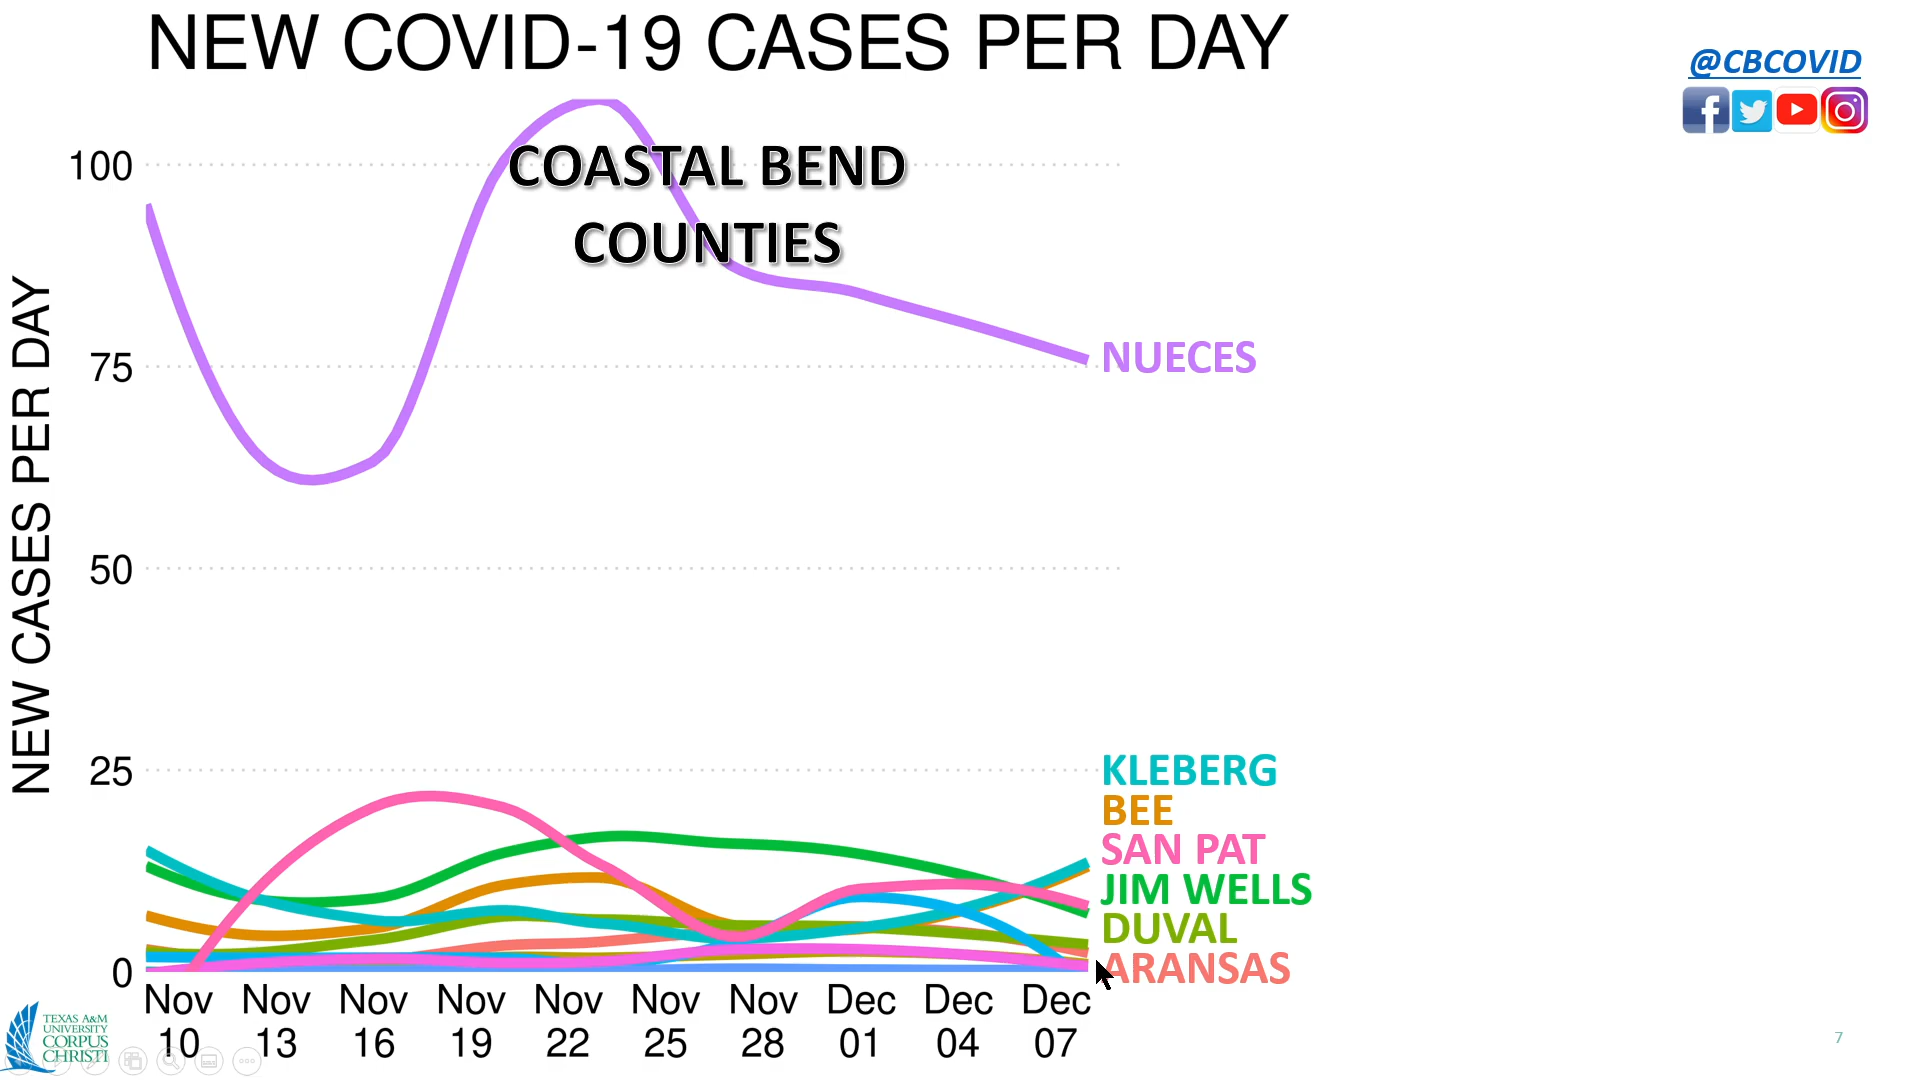 NEW COVID-19 CASES PER DAY
@CBCOVID
COASTAL BEND
COUNTIES
NEW CASES PER DAY
100
75
50
25
0
NUECES
KLEBERG
BEE
SAN PAT
JIM WELLS
DUVAL
ARANSAS
Nov 10
Nov 13
Nov 16
Nov 19
Nov 22
Nov 25
Nov 28
Dec 01
Dec 04
Dec 07
TEXAS A&M
UNIVERSITY
CORPUS
CHRISTI
7